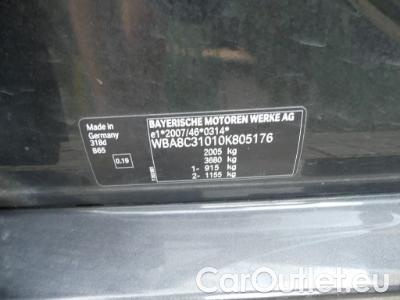 Made in
Germany
318d
B65
0.19
BAYERISCHE MOTOREN WERKE AG
e1*2007/46*0314*
WBA8C31010K805176
2005 kg
3680 kg
1- 915 kg
2- 1155 kg
CarOutlet.eu